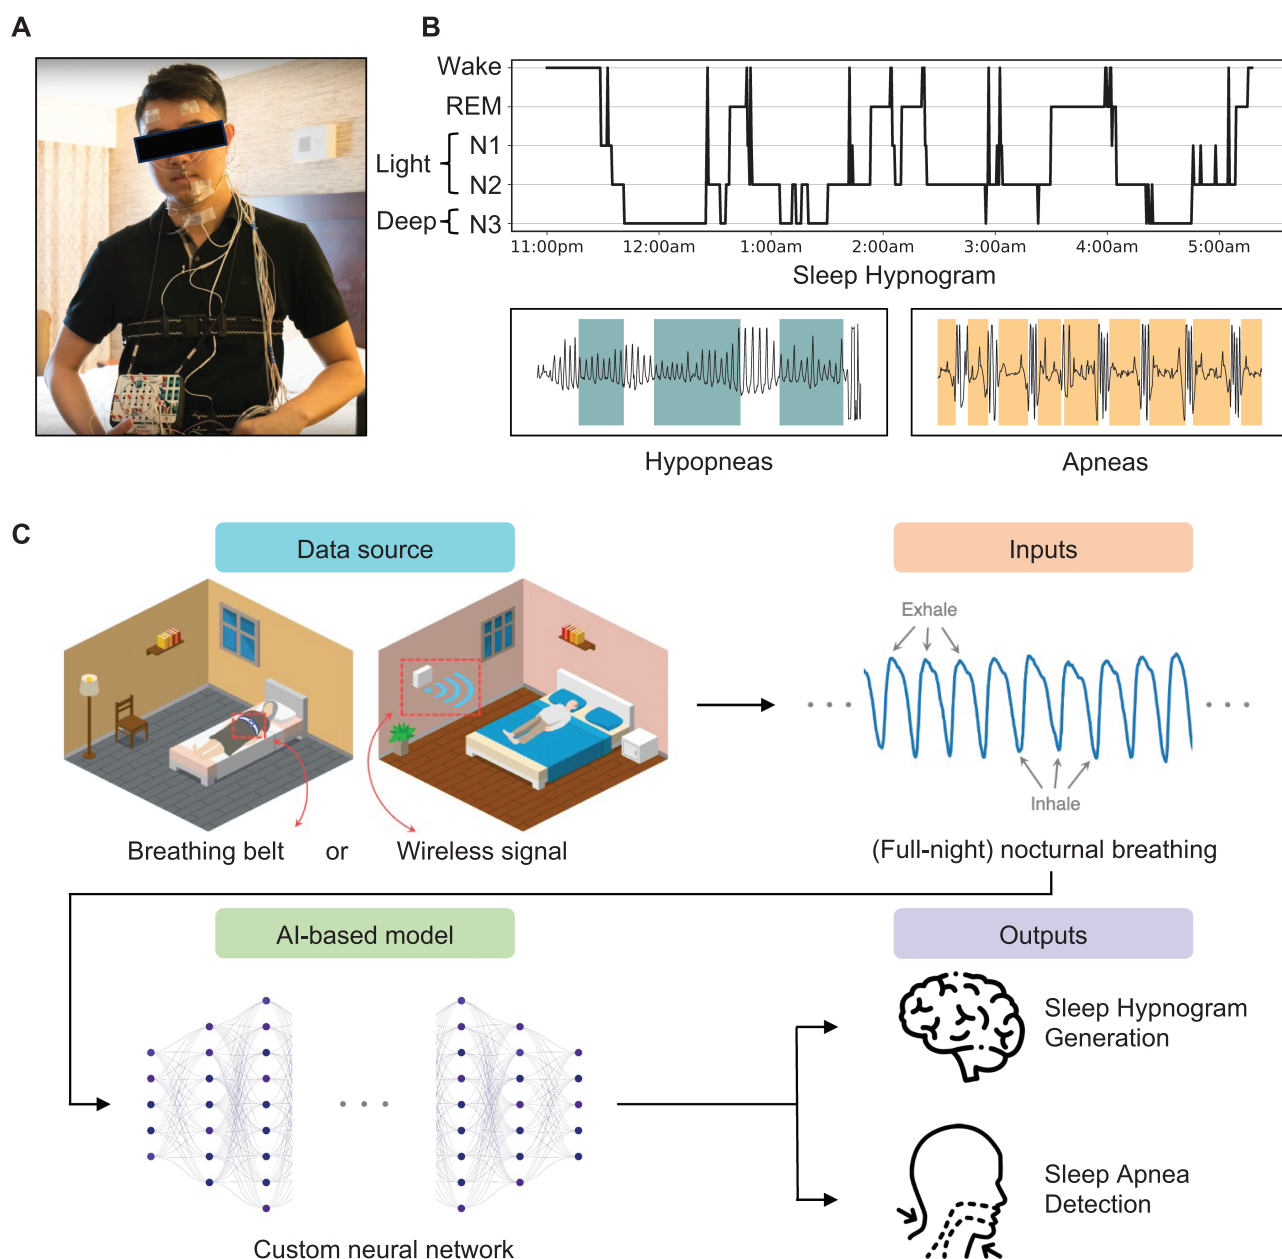 A
B
Wake
REM
N1
Light
N2
Deep
N3
11:00pm 12:00am 1:00am 2:00am 3:00am 4:00am 5:00am
Sleep Hypnogram
Hypopneas
Apneas
C
Data source
Inputs
Exhale
Inhale
Breathing belt or Wireless signal
(Full-night) nocturnal breathing
AI-based model
Outputs
Sleep Hypnogram
Generation
Sleep Apnea
Detection
Custom neural network